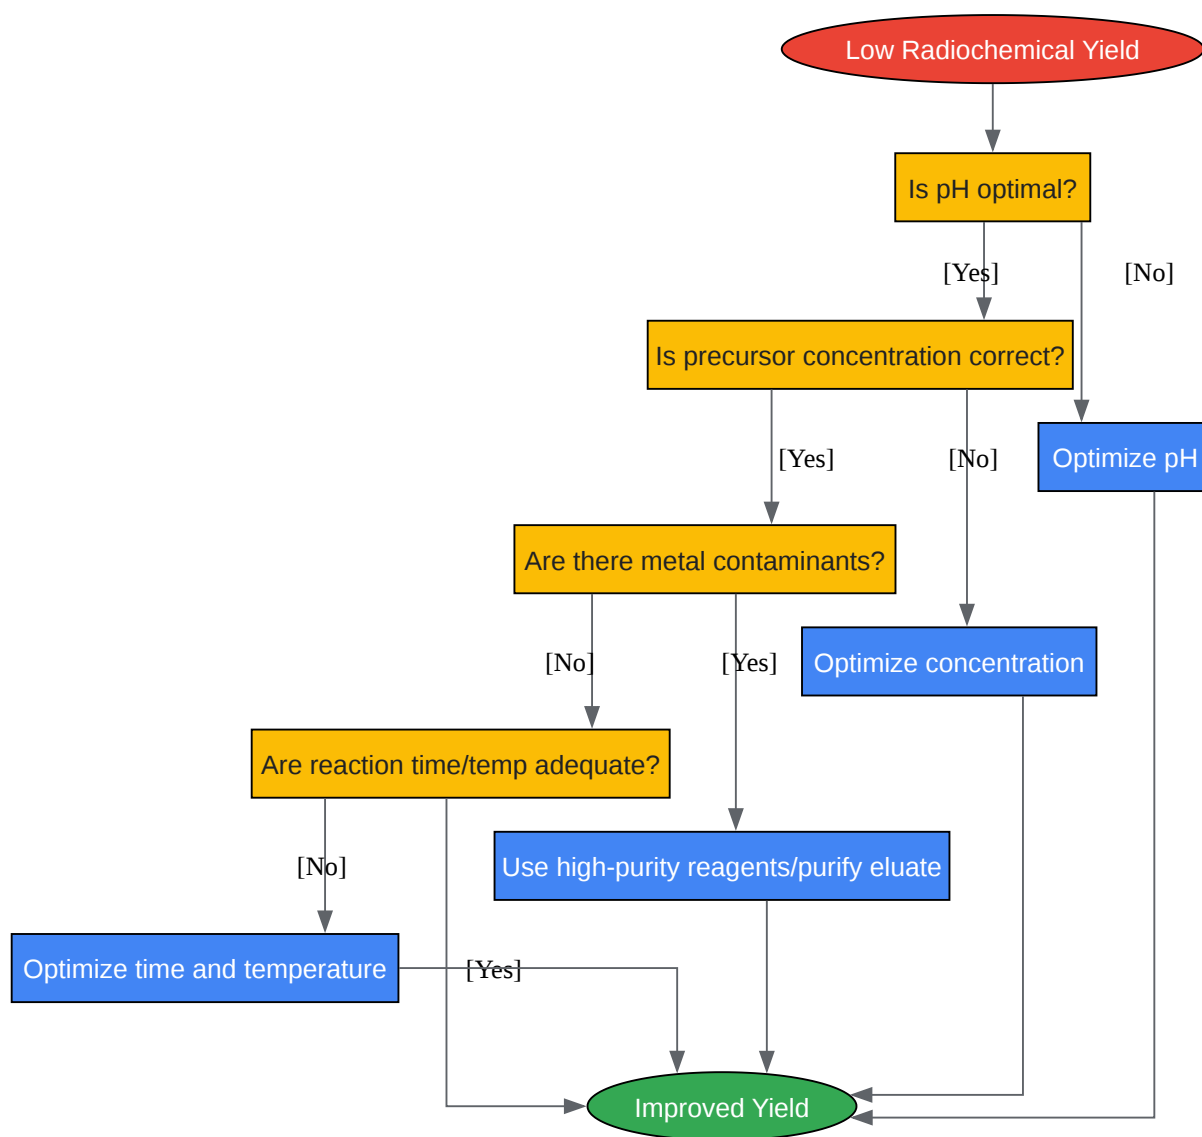 Low Radiochemical Yield
Is pH optimal?
[Yes]
[No]
Is precursor concentration correct?
[Yes]
[No]
Optimize pH
Are there metal contaminants?
[No]
[Yes]
Optimize concentration
Are reaction time/temp adequate?
[No]
Use high-purity reagents/purify eluate
Optimize time and temperature
[Yes]
Improved Yield